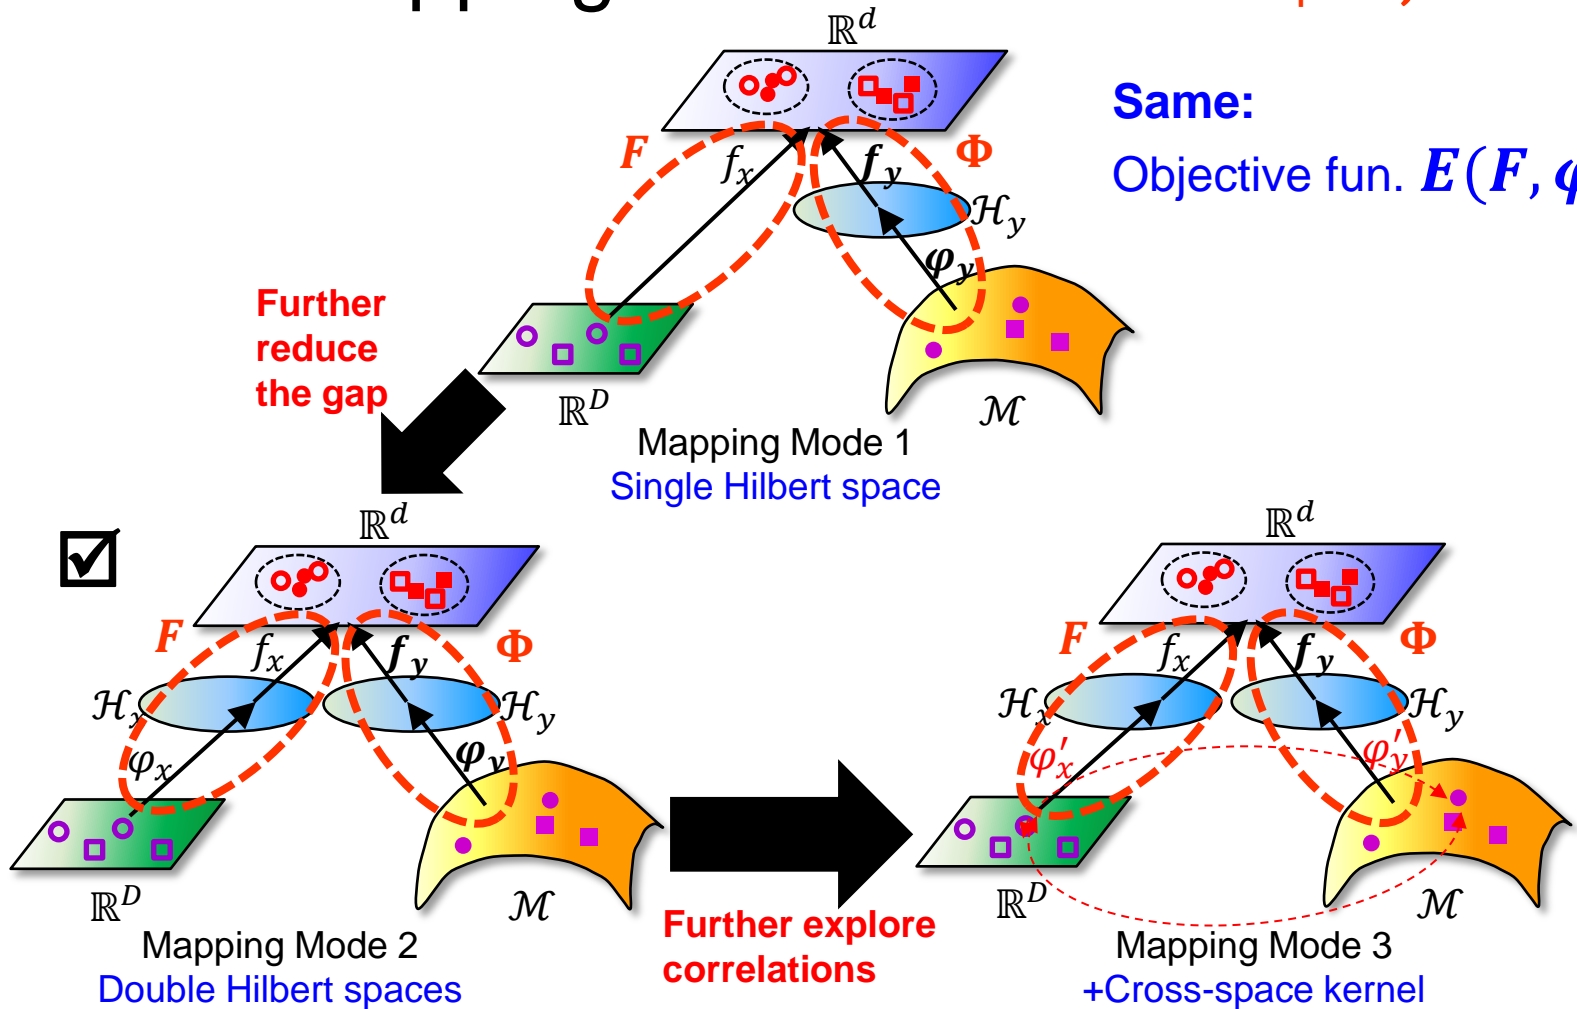 pping
ℝ^d
Same:
Objective fun. E(F, φ
F
f_x
f_y
Φ
ℋ_y
φ_y
Further
reduce
the gap
ℝ^D
ℳ
Mapping Mode 1
Single Hilbert space
☑
ℝ^d
F
f_x
f_y
Φ
ℋ_x
ℋ_y
φ_x
φ_y
ℝ^D
ℳ
Mapping Mode 2
Double Hilbert spaces
Further explore
correlations
ℝ^d
F
f_x
f_y
Φ
ℋ_x
ℋ_y
φ′_x
φ′_y
ℝ^D
ℳ
Mapping Mode 3
+Cross-space kernel